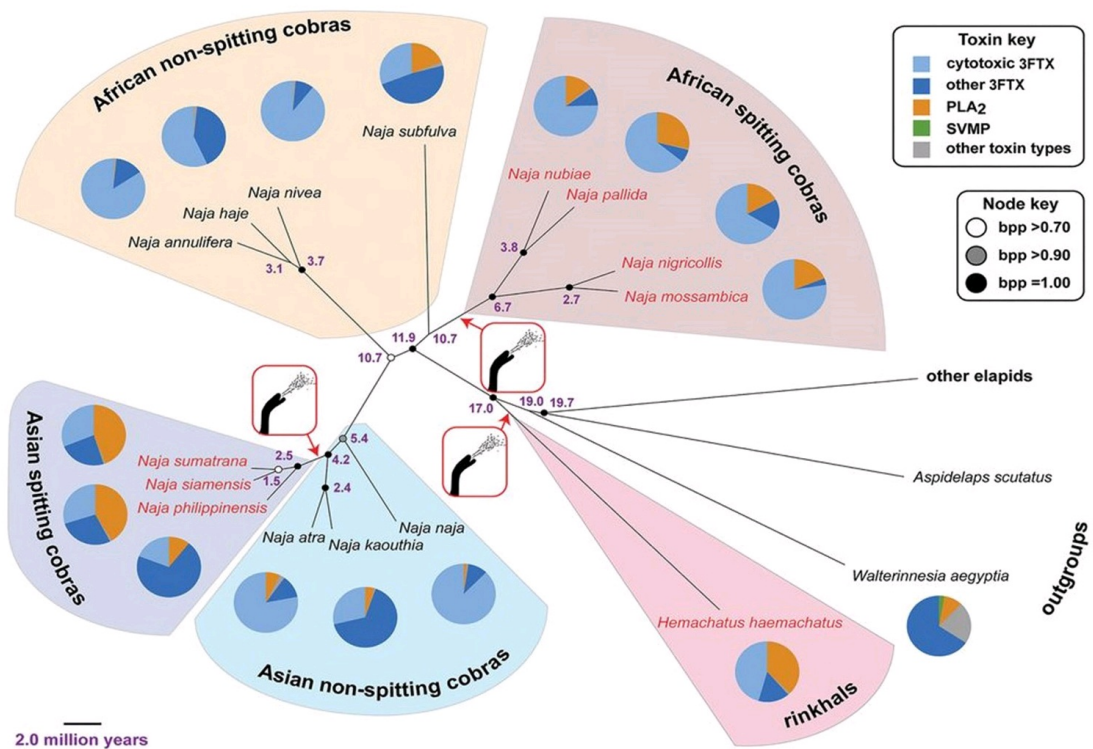 African non-spitting cobras
Naja subfulva
Naja nivea
Naja haje
Naja annulifera
3.1
3.7
African spitting cobras
Naja nubiae
Naja pallida
3.8
Naja nigricollis
Naja mossambica
6.7
2.7
Toxin key
cytotoxic 3FTX
other 3FTX
PLA2
SVMP
other toxin types
Node key
bpp >0.70
bpp >0.90
bpp =1.00
11.9
10.7
10.7
17.0
19.0
19.7
other elapids
Aspidelaps scutatus
Walterinnesia aegyptia
outgroups
Hemachatus haemachatus
rinkhals
Asian spitting cobras
Naja sumatrana
Naja siamensis
Naja philippinensis
2.5
1.5
5.4
4.2
2.4
Naja atra
Naja kaouthia
Naja naja
Asian non-spitting cobras
2.0 million years